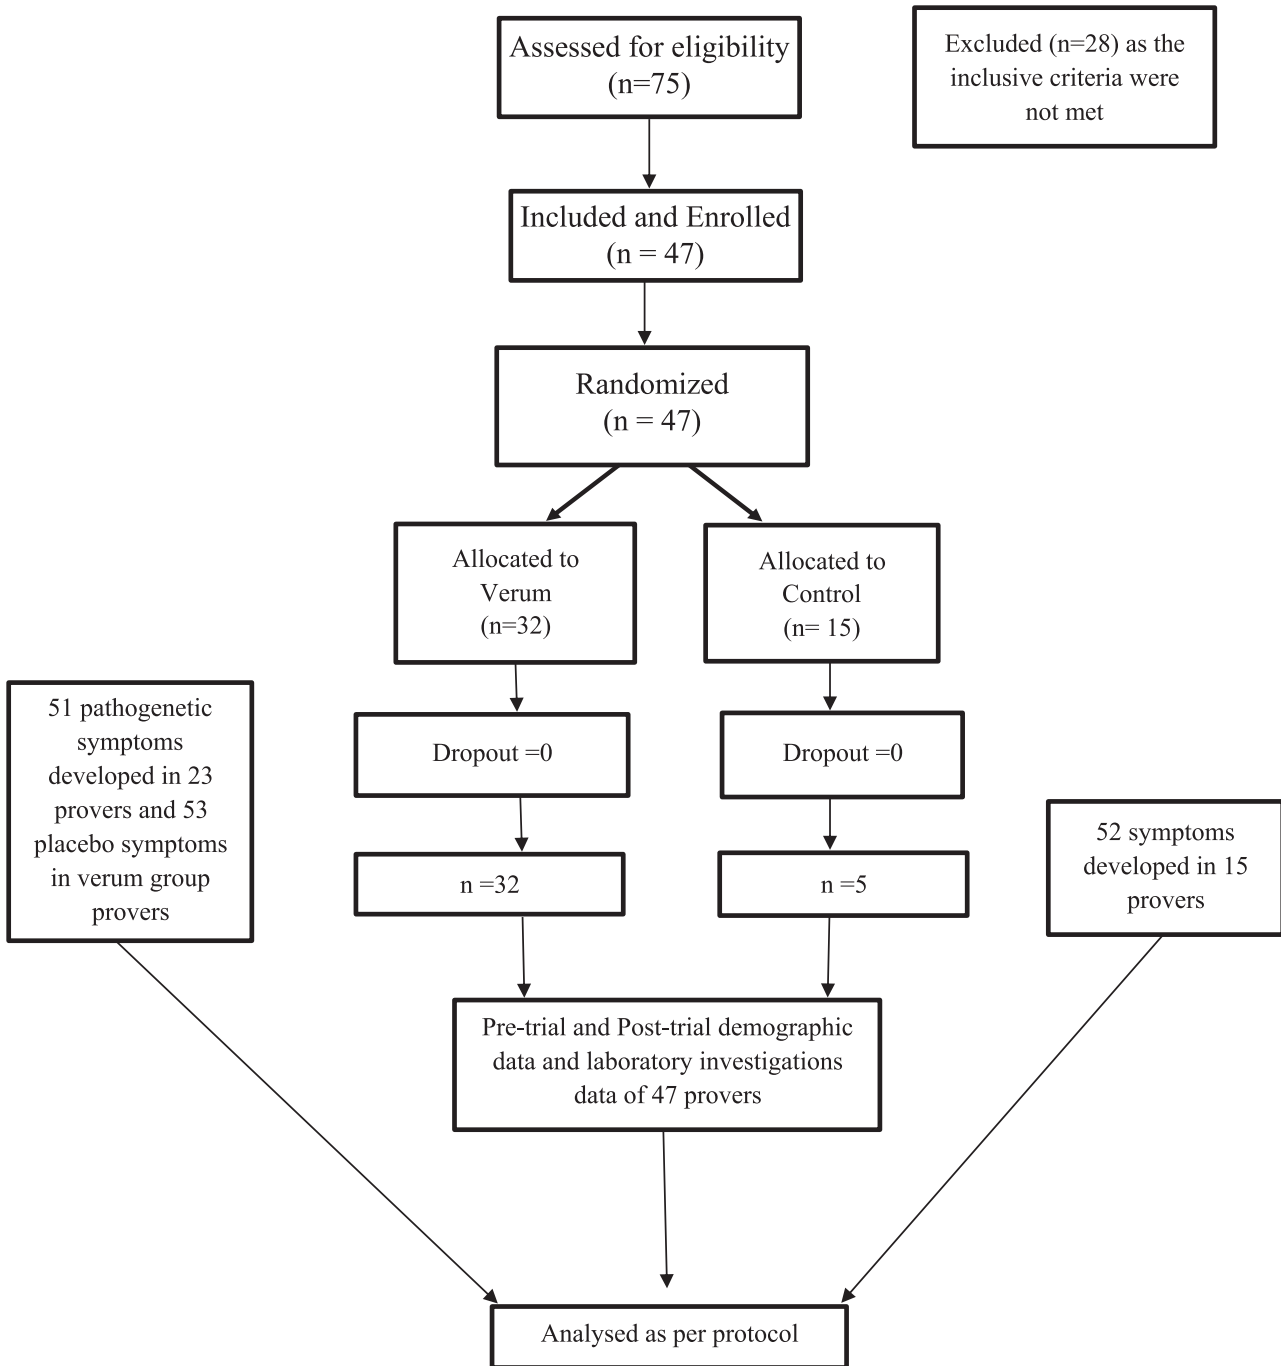 Assessed for eligibility
(n=75)
Excluded (n=28) as the
inclusive criteria were
not met
Included and Enrolled
(n = 47)
Randomized
(n = 47)
Allocated to
Verum
(n=32)
Allocated to
Control
(n= 15)
51 pathogenetic
symptoms
developed in 23
provers and 53
placebo symptoms
in verum group
provers
Dropout =0
Dropout =0
52 symptoms
developed in 15
provers
n =32
n =5
Pre-trial and Post-trial demographic
data and laboratory investigations
data of 47 provers
Analysed as per protocol